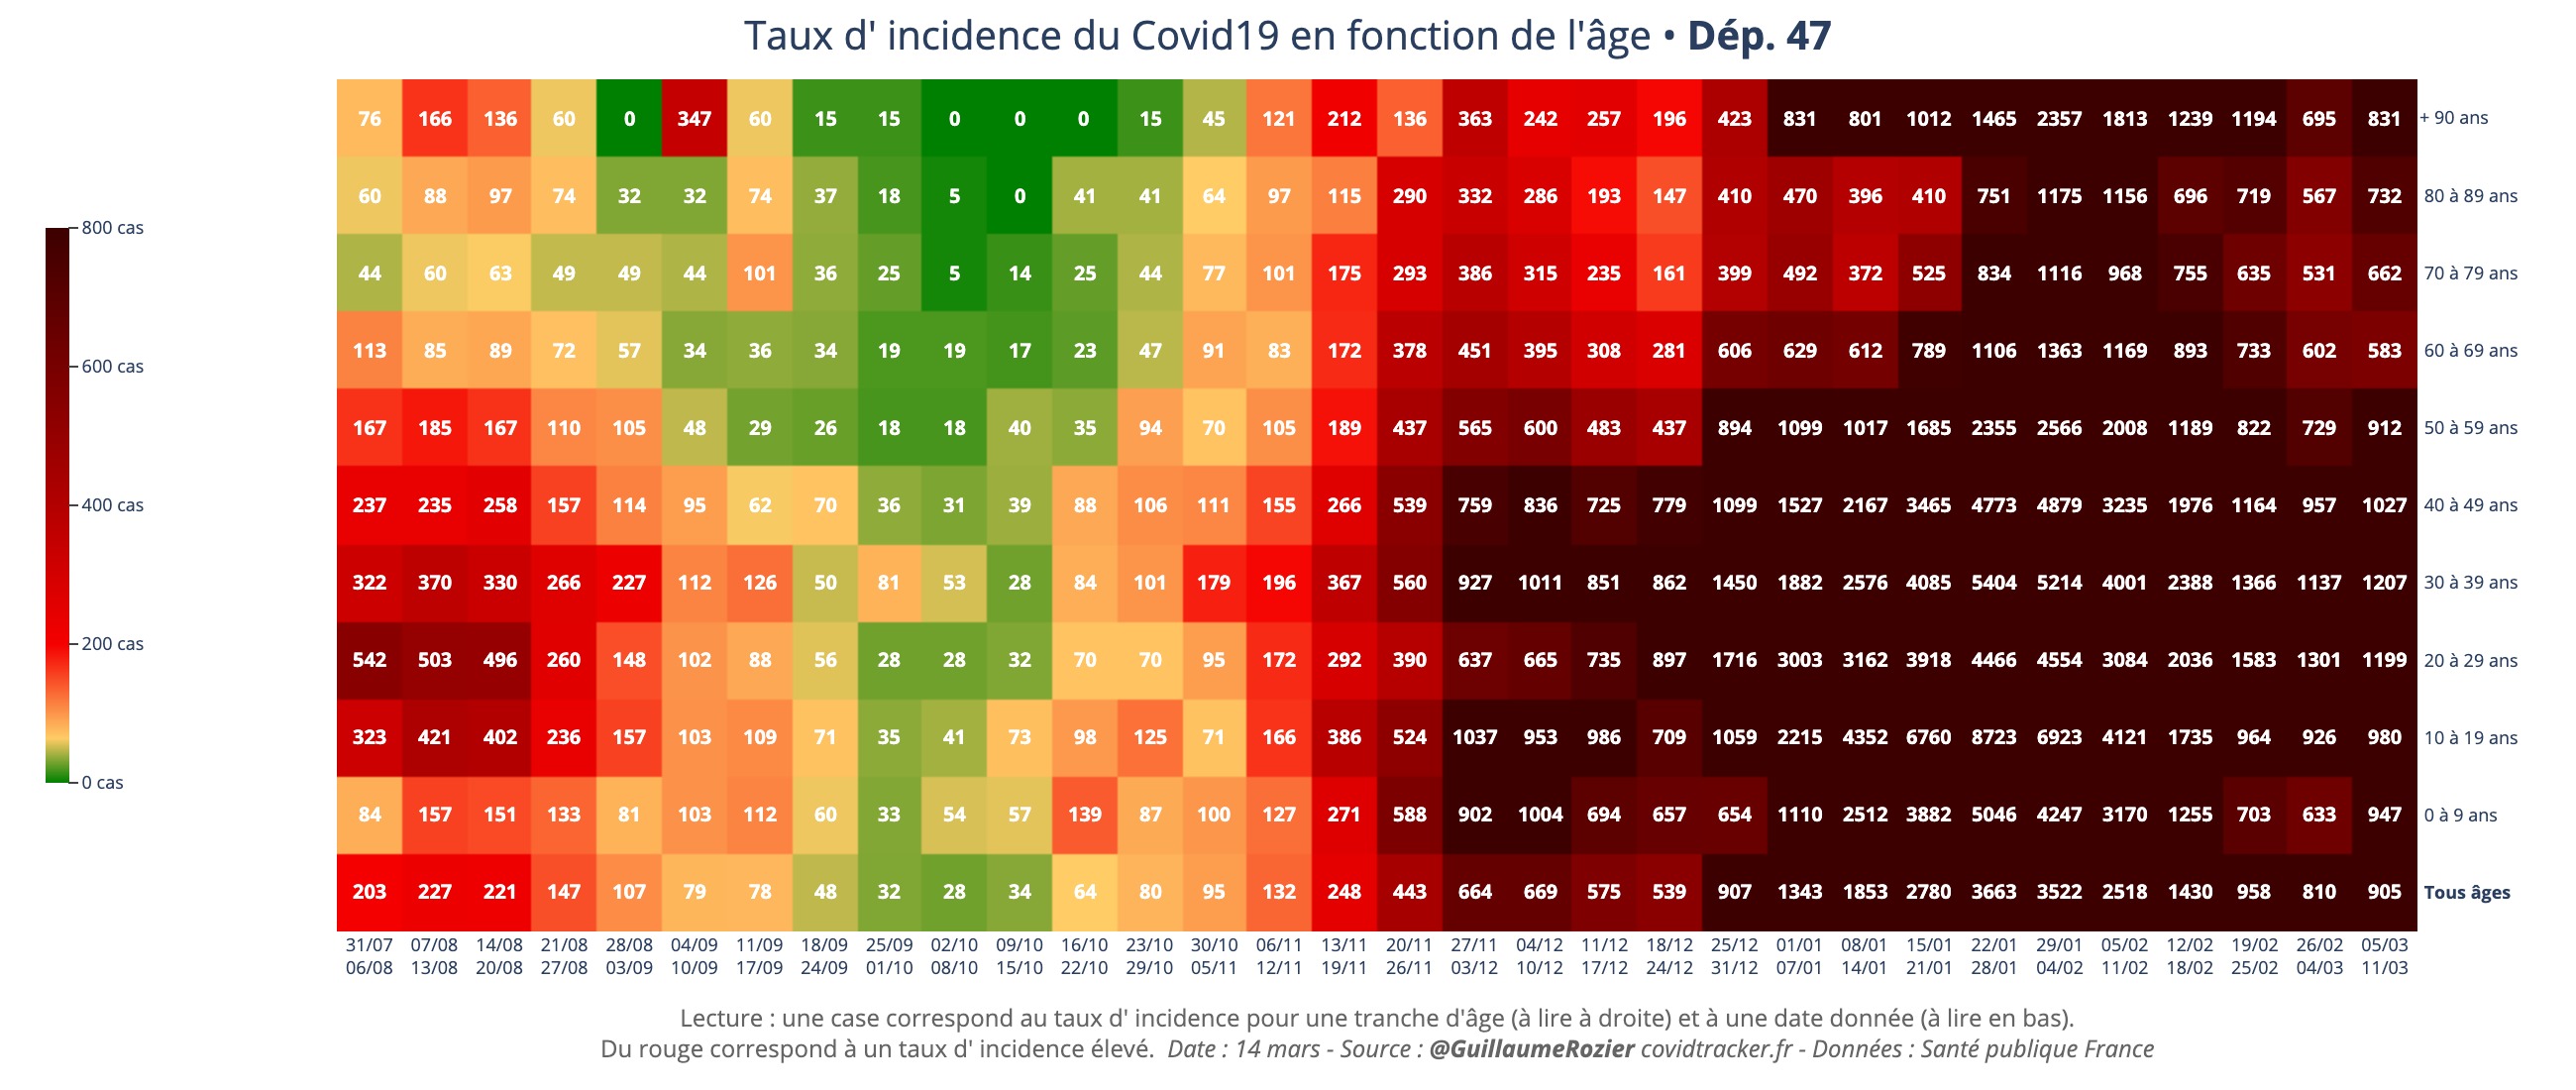 Taux d' incidence du Covid19 en fonction de l'âge • Dép. 47
800 cas
600 cas
400 cas
200 cas
0 cas
76 166 136 60 0 347 60 15 15 0 0 0 15 45 121 212 136 363 242 257 196 423 831 801 1012 1465 2357 1813 1239 1194 695 831 + 90 ans
60 88 97 74 32 32 74 37 18 5 0 41 41 64 97 115 290 332 286 193 147 410 470 396 410 751 1175 1156 696 719 567 732 80 à 89 ans
44 60 63 49 49 44 101 36 25 5 14 25 44 77 101 175 293 386 315 235 161 399 492 372 525 834 1116 968 755 635 531 662 70 à 79 ans
113 85 89 72 57 34 36 34 19 19 17 23 47 91 83 172 378 451 395 308 281 606 629 612 789 1106 1363 1169 893 733 602 583 60 à 69 ans
167 185 167 110 105 48 29 26 18 18 40 35 94 70 105 189 437 565 600 483 437 894 1099 1017 1685 2355 2566 2008 1189 822 729 912 50 à 59 ans
237 235 258 157 114 95 62 70 36 31 39 88 106 111 155 266 539 759 836 725 779 1099 1527 2167 3465 4773 4879 3235 1976 1164 957 1027 40 à 49 ans
322 370 330 266 227 112 126 50 81 53 28 84 101 179 196 367 560 927 1011 851 862 1450 1882 2576 4085 5404 5214 4001 2388 1366 1137 1207 30 à 39 ans
542 503 496 260 148 102 88 56 28 28 32 70 70 95 172 292 390 637 665 735 897 1716 3003 3162 3918 4466 4554 3084 2036 1583 1301 1199 20 à 29 ans
323 421 402 236 157 103 109 71 35 41 73 98 125 71 166 386 524 1037 953 986 709 1059 2215 4352 6760 8723 6923 4121 1735 964 926 980 10 à 19 ans
84 157 151 133 81 103 112 60 33 54 57 139 87 100 127 271 588 902 1004 694 657 654 1110 2512 3882 5046 4247 3170 1255 703 633 947 0 à 9 ans
203 227 221 147 107 79 78 48 32 28 34 64 80 95 132 248 443 664 669 575 539 907 1343 1853 2780 3663 3522 2518 1430 958 810 905 Tous âges
31/07 07/08 14/08 21/08 28/08 04/09 11/09 18/09 25/09 02/10 09/10 16/10 23/10 30/10 06/11 13/11 20/11 27/11 04/12 11/12 18/12 25/12 01/01 08/01 15/01 22/01 29/01 05/02 12/02 19/02 26/02 05/03
06/08 13/08 20/08 27/08 03/09 10/09 17/09 24/09 01/10 08/10 15/10 22/10 29/10 05/11 12/11 19/11 26/11 03/12 10/12 17/12 24/12 31/12 07/01 14/01 21/01 28/01 04/02 11/02 18/02 25/02 04/03 11/03
Lecture : une case correspond au taux d' incidence pour une tranche d'âge (à lire à droite) et à une date donnée (à lire en bas).
Du rouge correspond à un taux d' incidence élevé. Date : 14 mars - Source : @GuillaumeRozier covidtracker.fr - Données : Santé publique France